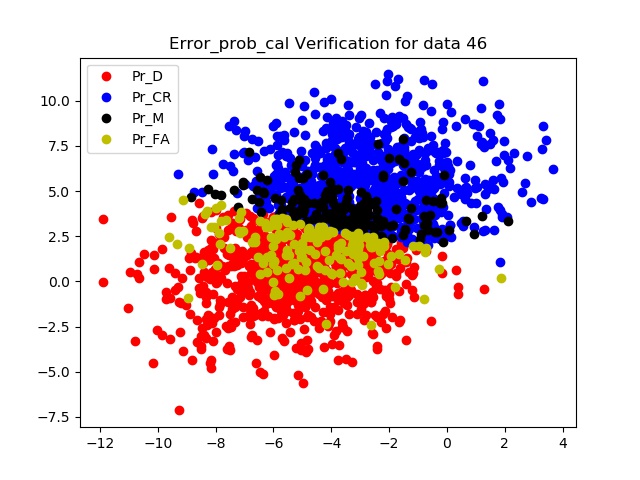 Error_prob_cal Verification for data 46
Pr_D
Pr_CR
Pr_M
Pr_FA
10.0
7.5
5.0
2.5
0.0
−2.5
−5.0
−7.5
−12 −10 −8 −6 −4 −2 0 2 4